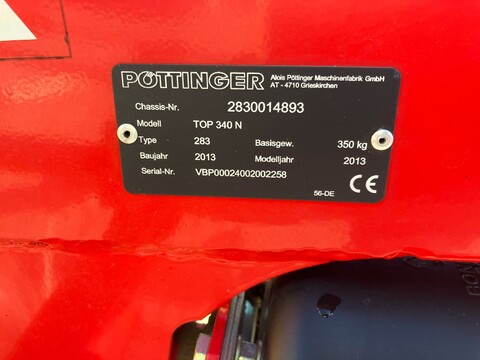 PÖTTINGER Alois Pöttinger Maschinenfabrik GmbH
AT - 4710 Grieskirchen
Chassis-Nr. 2830014893
Modell TOP 340 N
Type 283 Basisgew. 350 kg
Baujahr 2013 Modelljahr 2013
Serial-Nr. VBP00024002002258
56-DE CE